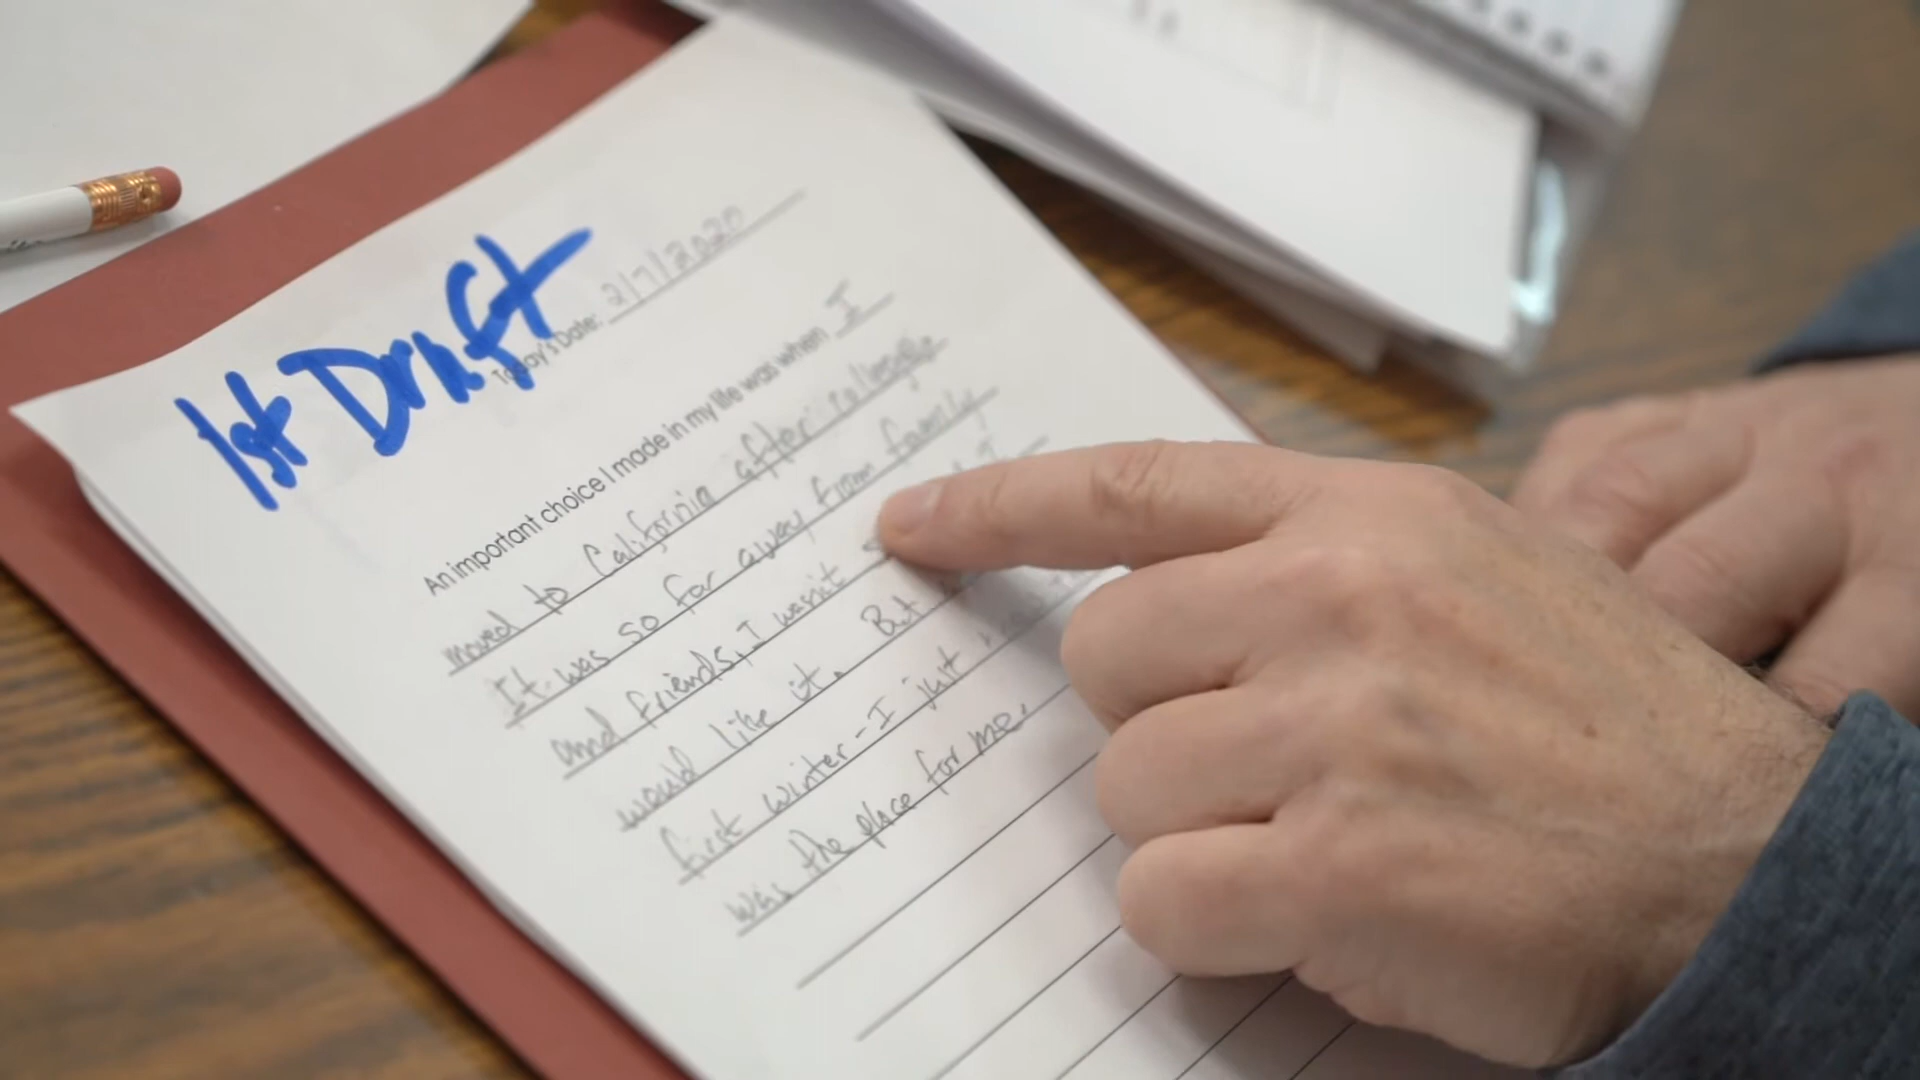 1st Draft
Today's Date: 2/7/2020
An important choice I made in my life was when I
moved to California after college
It was so far away from family
and friends, I wasn't
would like it. But
first winter - I just
was the place for me.